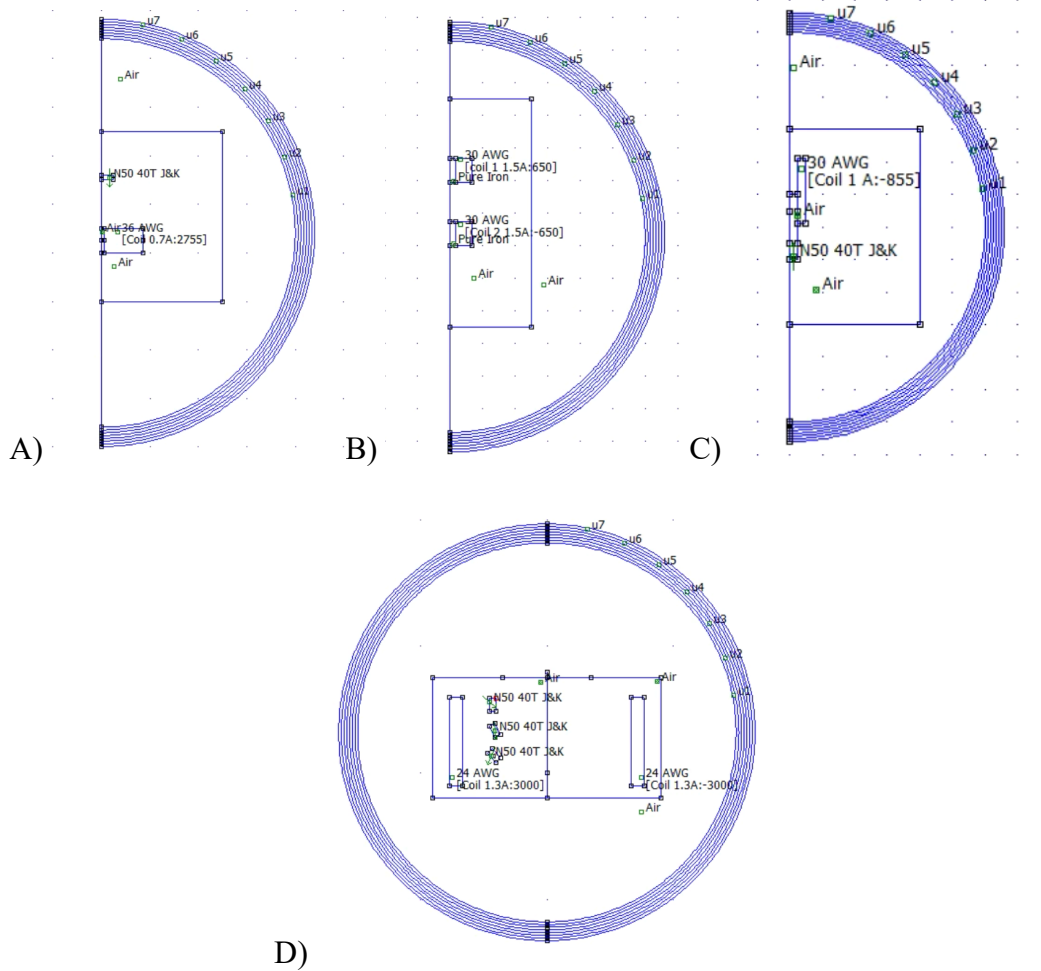 u7
u6
u5
u4
u3
u2
u1
Air
N50 40T J&K
Air 36 AWG
[Coil 0.7A:2755]
Air
A)
u7
u6
u5
u4
u3
u2
u1
30 AWG
[coil 1 1.5A:650]
Pure Iron
30 AWG
[Coil 2 1.5A:-650]
Pure Iron
Air
Air
B)
u7
u6
u5
u4
u3
u2
u1
Air
30 AWG
[Coil 1 A:-855]
Air
N50 40T J&K
Air
C)
u7
u6
u5
u4
u3
u2
u1
Air
Air
N50 40T J&K
N50 40T J&K
N50 40T J&K
24 AWG
[Coil 1.3A:3000]
24 AWG
[Coil 1.3A:-3000]
Air
D)